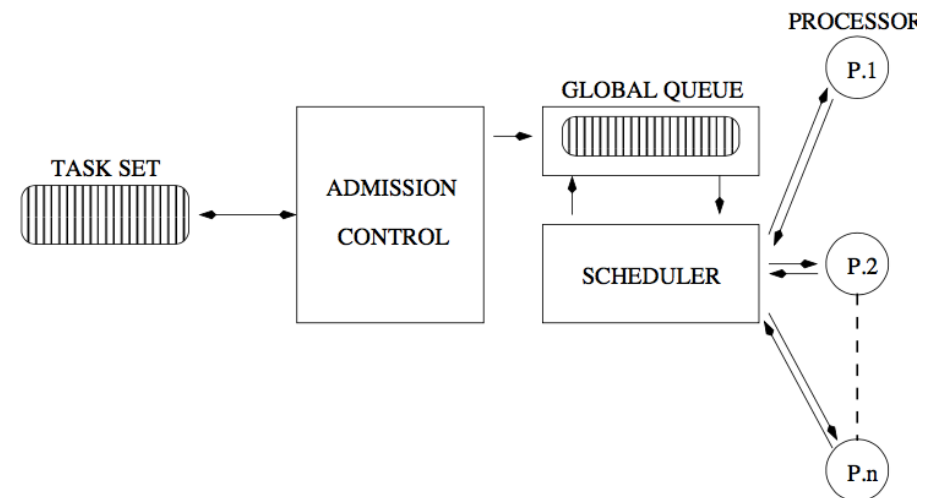 PROCESSOR
P.1
GLOBAL QUEUE
TASK SET
ADMISSION
CONTROL
SCHEDULER
P.2
P.n